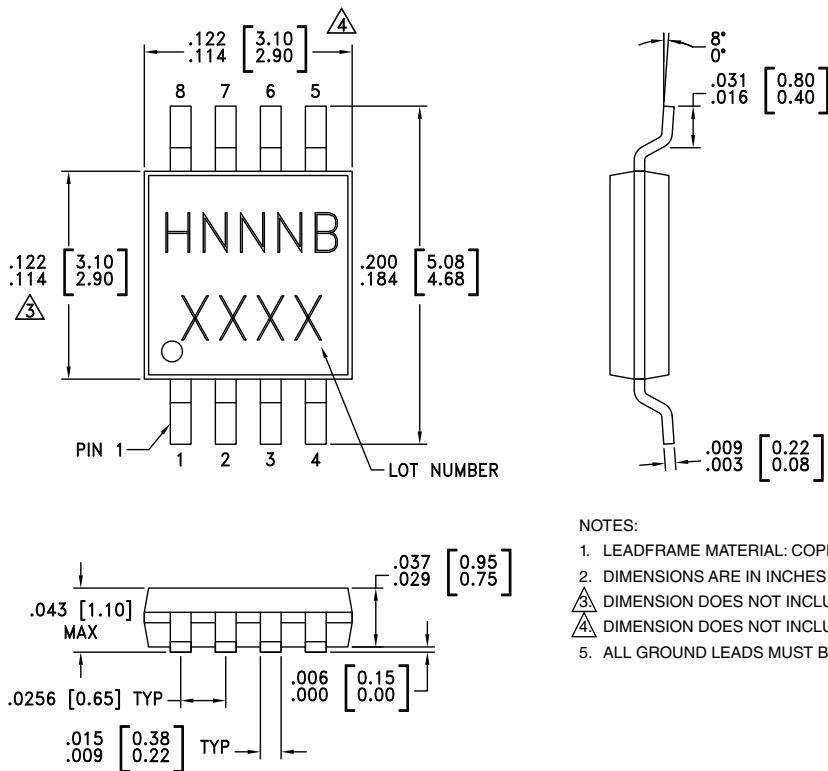 4
.122 [3.10]
.114 [2.90]
8 7 6 5
HNNNB
XXXX
.122 [3.10]
.114 [2.90]
3
.200 [5.08]
.184 [4.68]
PIN 1
1 2 3 4
LOT NUMBER
8°
0°
.031 [0.80]
.016 [0.40]
.009 [0.22]
.003 [0.08]
.043 [1.10]
MAX
.037 [0.95]
.029 [0.75]
.0256 [0.65] TYP
.006 [0.15]
.000 [0.00]
.015 [0.38] TYP
.009 [0.22]
NOTES:
1. LEADFRAME MATERIAL:
2. DIMENSIONS ARE IN INCHES
3. DIMENSION DOES NOT
4. DIMENSION DOES NOT
5. ALL GROUND LEADS MUST